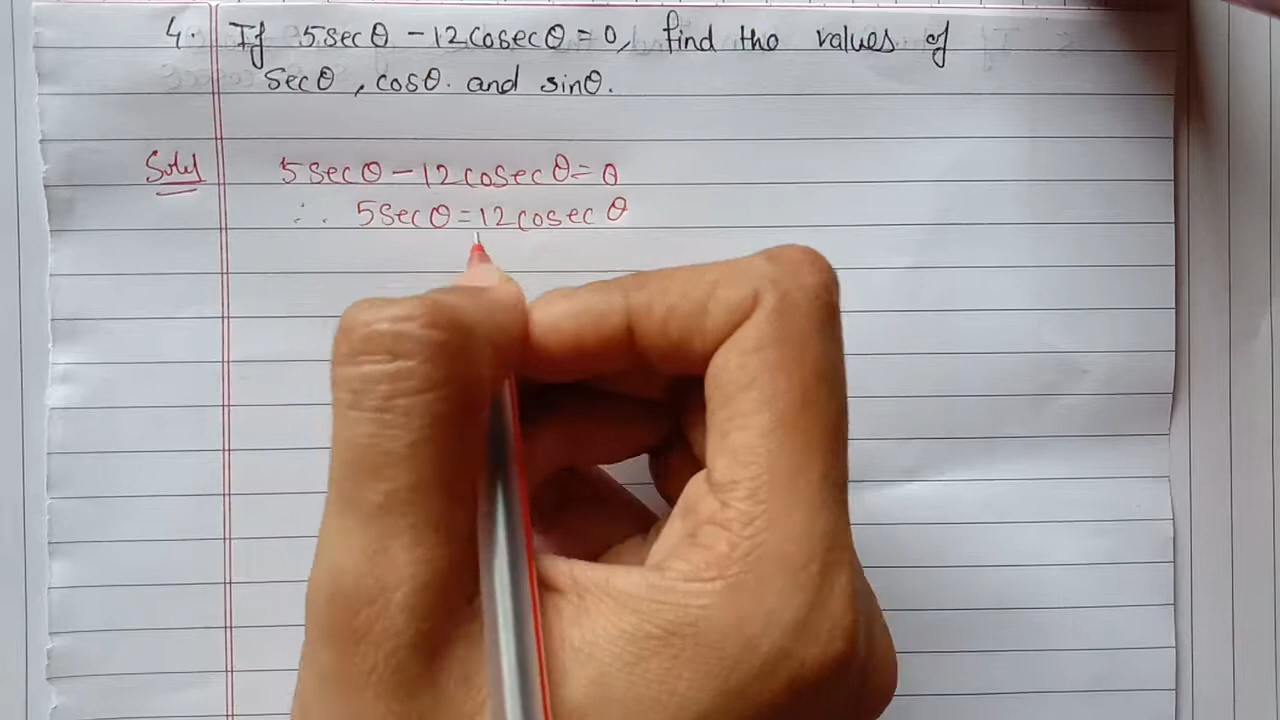 4. If 5secθ - 12cosecθ = 0, find the values of
secθ, cosθ. and sinθ.
Soln 5secθ - 12cosecθ = 0
∴ 5secθ = 12cosecθ